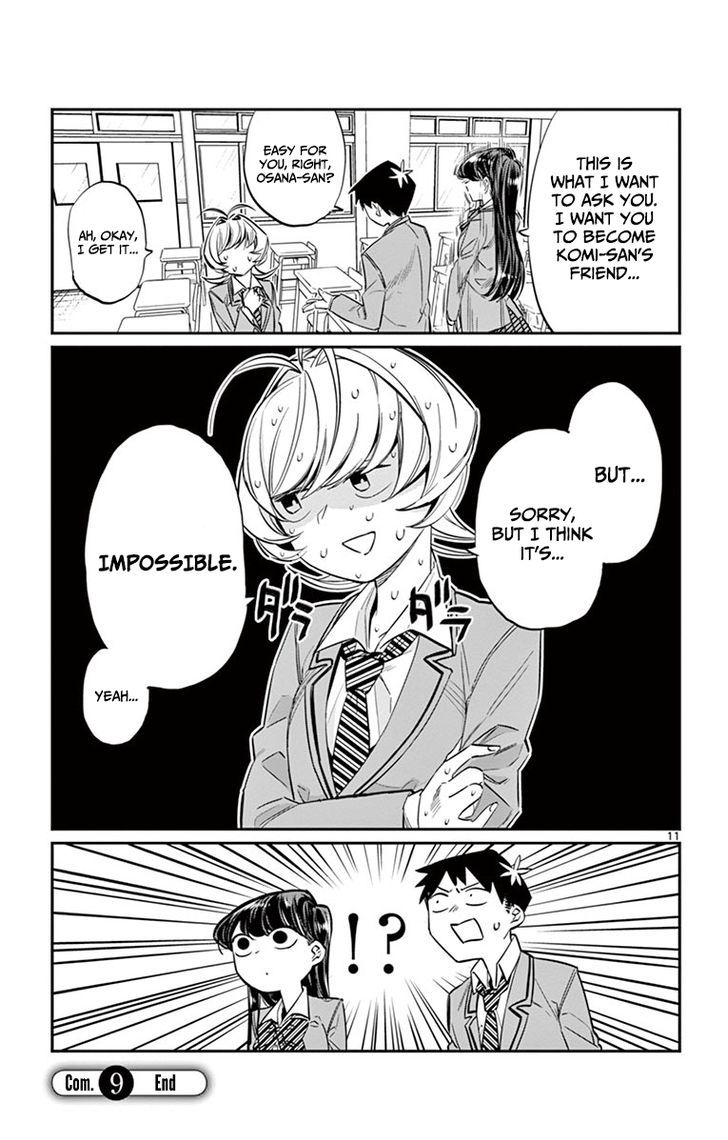 THIS IS
WHAT I WANT
TO ASK YOU.
I WANT YOU
TO BECOME
KOMI-SAN'S
FRIEND...
EASY FOR
YOU, RIGHT,
OSANA-SAN?
AH, OKAY,
I GET IT...
BUT...
SORRY,
BUT I THINK
IT'S...
ダラ
ダラ
IMPOSSIBLE.
YEAH...
11
!?
Com. 9 End